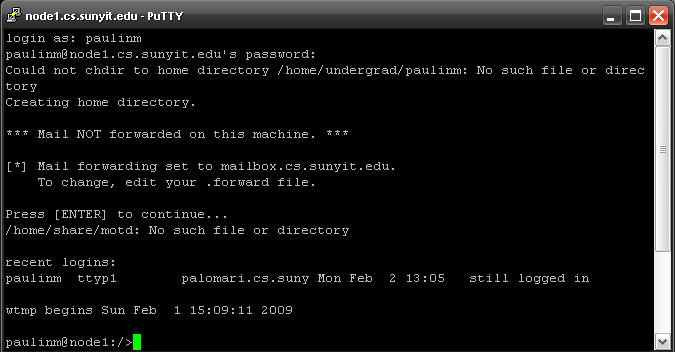 node1.cs.sunyit.edu - PuTTY
login as: paulinm
paulinm@node1.cs.sunyit.edu's password:
Could not chdir to home directory /home/undergrad/paulinm: No such file or direc
tory
Creating home directory.
*** Mail NOT forwarded on this machine. ***
[*] Mail forwarding set to mailbox.cs.sunyit.edu.
To change, edit your .forward file.
Press [ENTER] to continue...
/home/share/motd: No such file or directory
recent logins:
paulinm  ttyp1        palomari.cs.suny Mon Feb  2 13:05   still logged in
wtmp begins Sun Feb  1 15:09:11 2009
paulinm@node1:/>